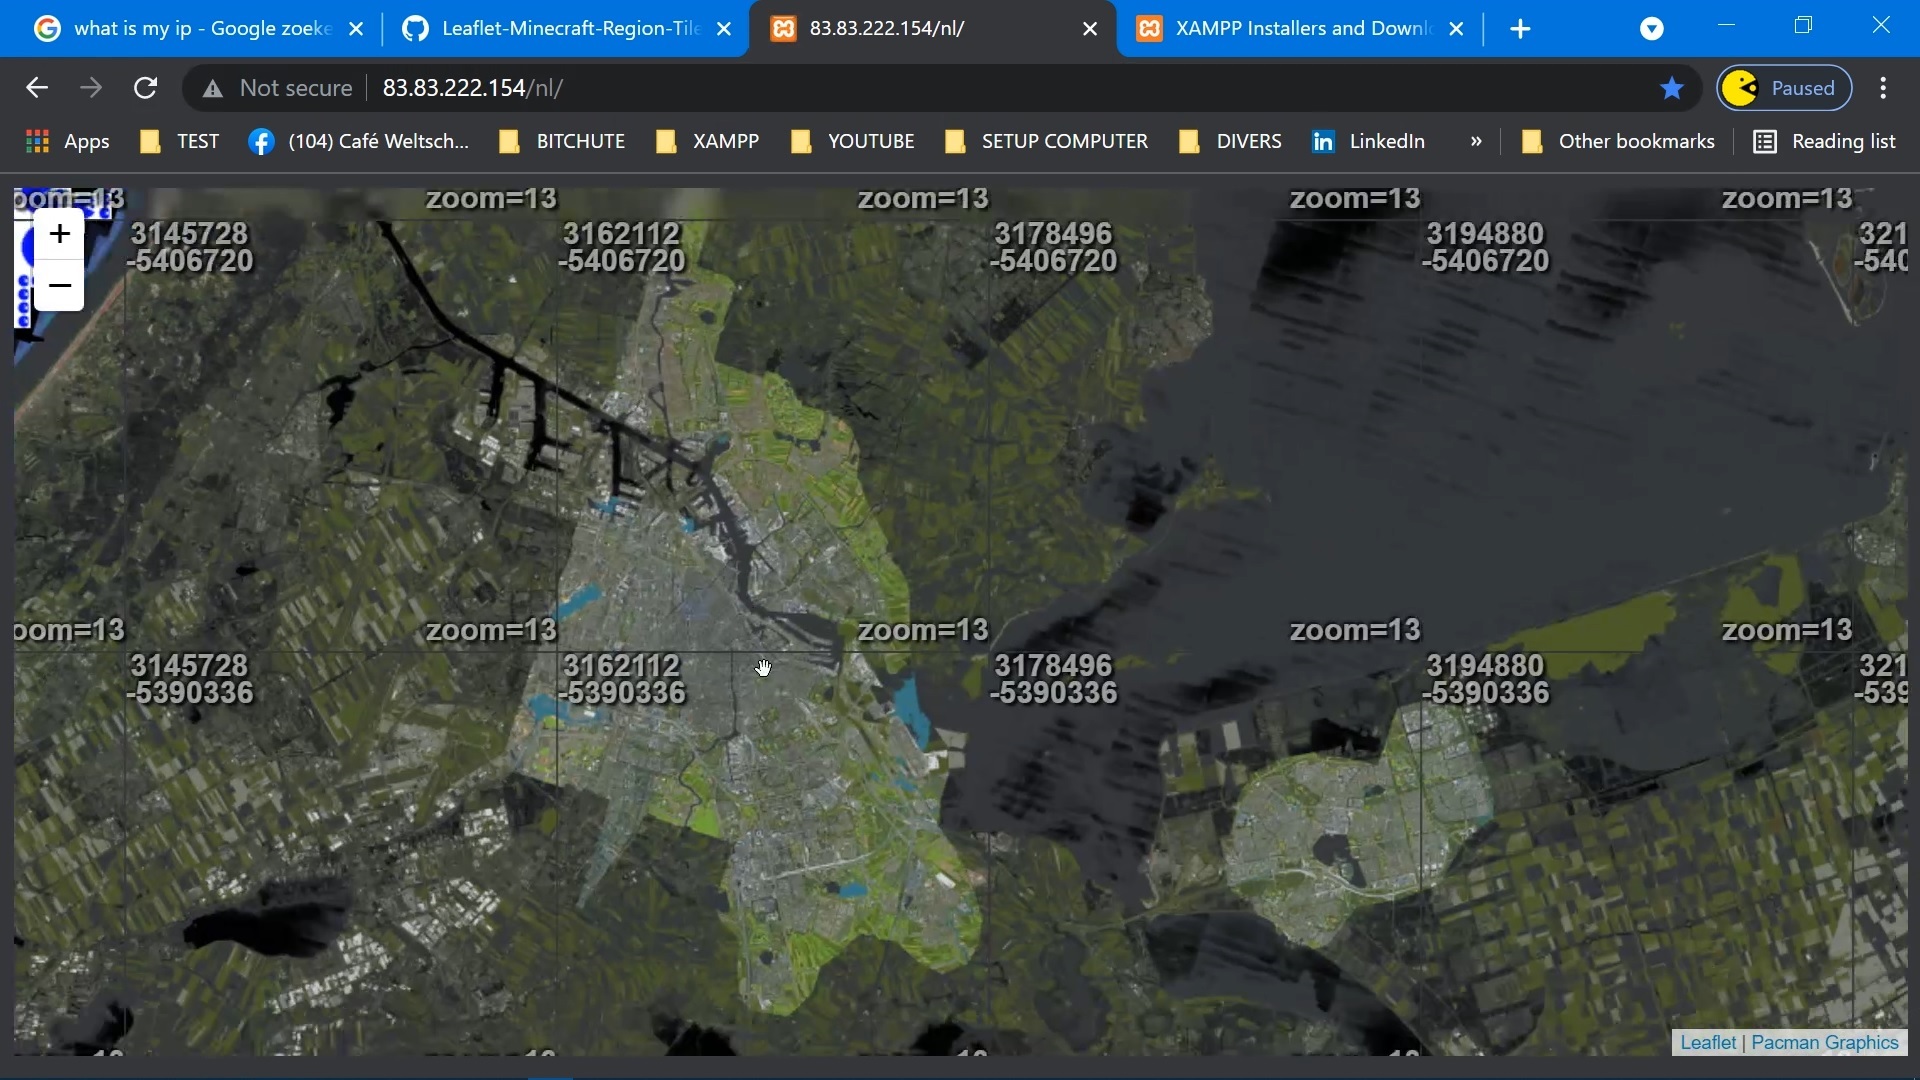 what is my ip - Google zoeke
Leaflet-Minecraft-Region-Tile
83.83.222.154/nl/
XAMPP Installers and Downlo
Not secure
83.83.222.154/nl/
Paused
Apps
TEST
(104) Café Weltsch...
BITCHUTE
XAMPP
YOUTUBE
SETUP COMPUTER
DIVERS
LinkedIn
»
Other bookmarks
Reading list
oom=13
zoom=13
zoom=13
zoom=13
zoom=13
+
−
3145728
-5406720
3162112
-5406720
3178496
-5406720
3194880
-5406720
321
-540
oom=13
zoom=13
zoom=13
zoom=13
zoom=13
3145728
-5390336
3162112
-5390336
3178496
-5390336
3194880
-5390336
321
-539
Leaflet | Pacman Graphics